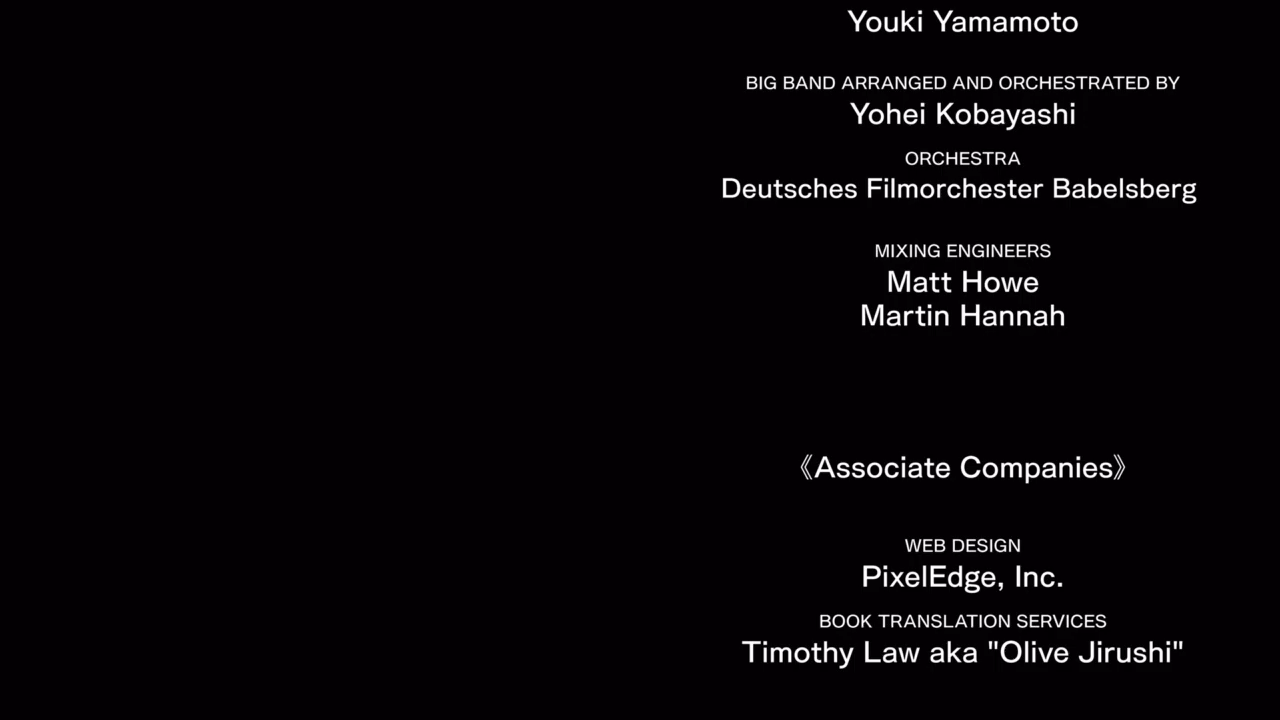 Youki Yamamoto
BIG BAND ARRANGED AND ORCHESTRATED BY
Yohei Kobayashi
ORCHESTRA
Deutsches Filmorchester Babelsberg
MIXING ENGINEERS
Matt Howe
Martin Hannah
《Associate Companies》
WEB DESIGN
PixelEdge, Inc.
BOOK TRANSLATION SERVICES
Timothy Law aka "Olive Jirushi"